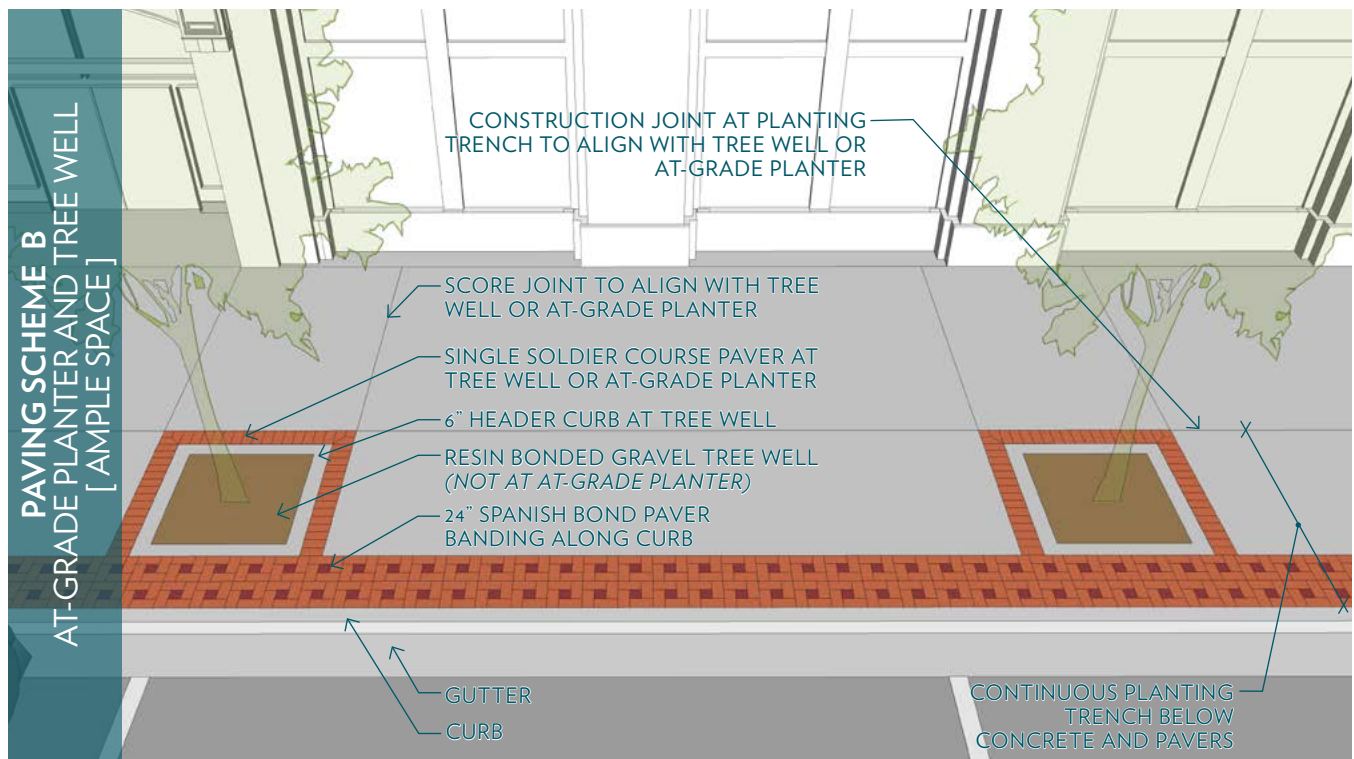 PAVING SCHEME B
AT-GRADE PLANTER AND TREE WELL
[ AMPLE SPACE ]
CONSTRUCTION JOINT AT PLANTING
TRENCH TO ALIGN WITH TREE WELL OR
AT-GRADE PLANTER
SCORE JOINT TO ALIGN WITH TREE
WELL OR AT-GRADE PLANTER
SINGLE SOLDIER COURSE PAVER AT
TREE WELL OR AT-GRADE PLANTER
6” HEADER CURB AT TREE WELL
RESIN BONDED GRAVEL TREE WELL
(NOT AT AT-GRADE PLANTER)
24” SPANISH BOND PAVER
BANDING ALONG CURB
GUTTER
CURB
CONTINUOUS PLANTING
TRENCH BELOW
CONCRETE AND PAVERS